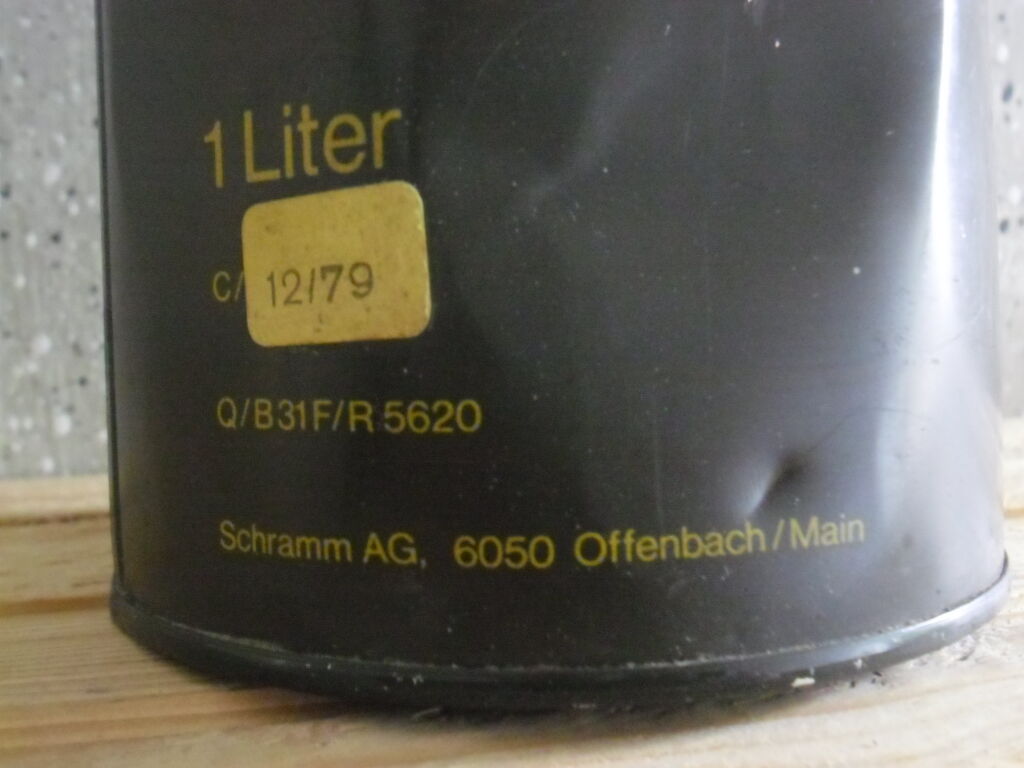 1 Liter
C/ 12/79
Q/B31F/R 5620
Schramm AG, 6050 Offenbach/Main